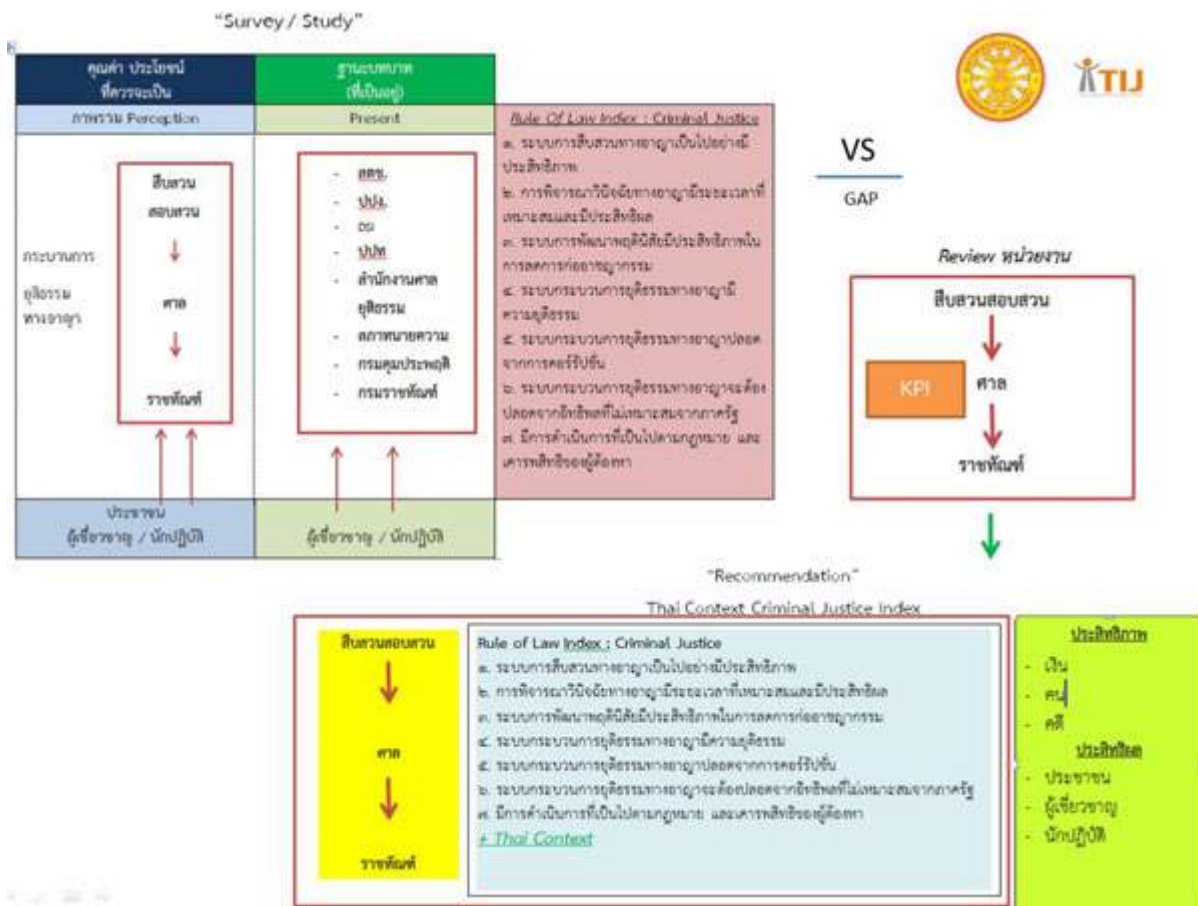 "Survey / Study"
คุณค่า ประโยชน์
ที่ควรจะเป็น
ฐานะบทบาท
(ที่เป็นอยู่)
ภาพรวม Perception
Present
กระบวนการ
ยุติธรรม
ทางอาญา
สืบสวน
สอบสวน
ศาล
ราชทัณฑ์
- สตช.
- ปปง.
- DSI
- ปปท
- สำนักงานศาล
ยุติธรรม
- สภาทนายความ
- กรมคุมประพฤติ
- กรมราชทัณฑ์
ประชาชน
ผู้เชี่ยวชาญ / นักปฏิบัติ
ผู้เชี่ยวชาญ / นักปฏิบัติ
Rule Of Law Index : Criminal Justice
๑. ระบบการสืบสวนทางอาญาเป็นไปอย่างมี
ประสิทธิภาพ
๒. การพิจารณาวินิจฉัยทางอาญามีระยะเวลาที่
เหมาะสมและมีประสิทธิผล
๓. ระบบการพัฒนาพฤตินิสัยมีประสิทธิภาพใน
การลดการก่ออาชญากรรม
๔. ระบบกระบวนการยุติธรรมทางอาญามี
ความยุติธรรม
๕. ระบบกระบวนการยุติธรรมทางอาญาปลอด
จากการคอร์รัปชั่น
๖. ระบบกระบวนการยุติธรรมทางอาญาจะต้อง
ปลอดจากอิทธิพลที่ไม่เหมาะสมจากภาครัฐ
๗. มีการดำเนินการที่เป็นไปตามกฎหมาย และ
เคารพสิทธิของผู้ต้องหา
TIJ
VS
GAP
Review หน่วยงาน
สืบสวนสอบสวน
KPI
ศาล
ราชทัณฑ์
"Recommendation"
Thai Context Criminal Justice Index
สืบสวนสอบสวน
ศาล
ราชทัณฑ์
Rule of Law Index : Criminal Justice
๑. ระบบการสืบสวนทางอาญาเป็นไปอย่างมีประสิทธิภาพ
๒. การพิจารณาวินิจฉัยทางอาญามีระยะเวลาที่เหมาะสมและมีประสิทธิผล
๓. ระบบการพัฒนาพฤตินิสัยมีประสิทธิภาพในการลดการก่ออาชญากรรม
๔. ระบบกระบวนการยุติธรรมทางอาญามีความยุติธรรม
๕. ระบบกระบวนการยุติธรรมทางอาญาปลอดจากการคอร์รัปชั่น
๖. ระบบกระบวนการยุติธรรมทางอาญาจะต้องปลอดจากอิทธิพลที่ไม่เหมาะสมจากภาครัฐ
๗. มีการดำเนินการที่เป็นไปตามกฎหมาย และเคารพสิทธิของผู้ต้องหา
+ Thai Context
ประสิทธิภาพ
- เงิน
- คน
- คดี
ประสิทธิผล
- ประชาชน
- ผู้เชี่ยวชาญ
- นักปฏิบัติ